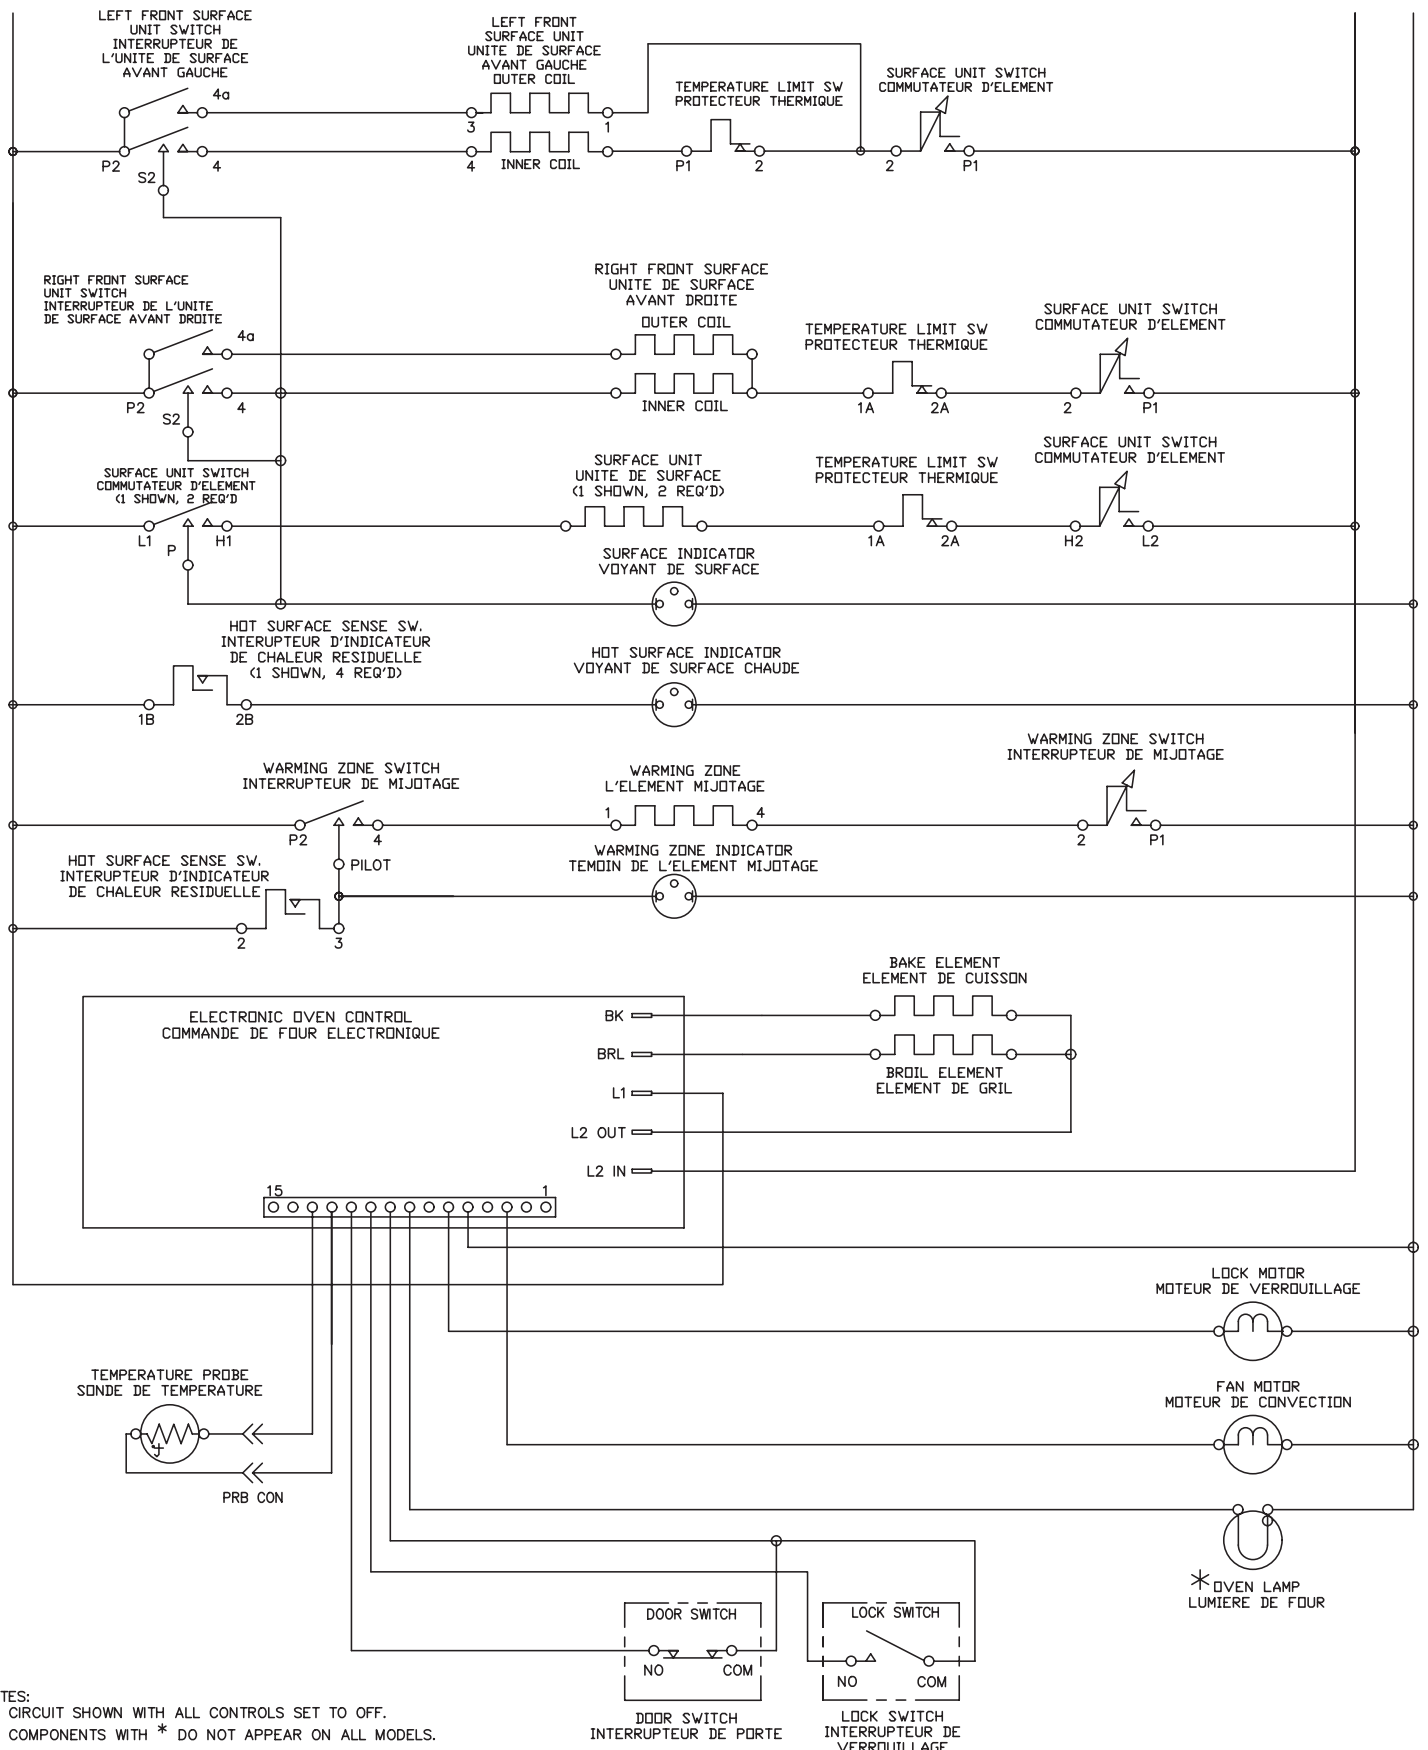 LEFT FRONT SURFACE
UNIT SWITCH
INTERRUPTEUR DE
L'UNITE DE SURFACE
AVANT GAUCHE
4a
P2
S2
4
LEFT FRONT
SURFACE UNIT
UNITE DE SURFACE
AVANT GAUCHE
OUTER COIL
3
1
4
INNER COIL
TEMPERATURE LIMIT SW
PROTECTEUR THERMIQUE
P1
2
SURFACE UNIT SWITCH
COMMUTATEUR D'ELEMENT
2
P1
RIGHT FRONT SURFACE
UNIT SWITCH
INTERRUPTEUR DE L'UNITE
DE SURFACE AVANT DROITE
4a
P2
S2
4
RIGHT FRONT SURFACE
UNITE DE SURFACE
AVANT DROITE
OUTER COIL
INNER COIL
TEMPERATURE LIMIT SW
PROTECTEUR THERMIQUE
1A
2A
SURFACE UNIT SWITCH
COMMUTATEUR D'ELEMENT
2
P1
SURFACE UNIT SWITCH
COMMUTATEUR D'ELEMENT
(1 SHOWN, 2 REQ'D
L1
P
H1
SURFACE UNIT
UNITE DE SURFACE
(1 SHOWN, 2 REQ'D)
TEMPERATURE LIMIT SW
PROTECTEUR THERMIQUE
1A
2A
SURFACE UNIT SWITCH
COMMUTATEUR D'ELEMENT
H2
L2
SURFACE INDICATOR
VOYANT DE SURFACE
HOT SURFACE SENSE SW.
INTERUPTEUR D'INDICATEUR
DE CHALEUR RESIDUELLE
(1 SHOWN, 4 REQ'D)
1B
2B
HOT SURFACE INDICATOR
VOYANT DE SURFACE CHAUDE
WARMING ZONE SWITCH
INTERRUPTEUR DE MIJOTAGE
P2
4
PILOT
WARMING ZONE
L'ELEMENT MIJOTAGE
1
4
WARMING ZONE SWITCH
INTERRUPTEUR DE MIJOTAGE
2
P1
HOT SURFACE SENSE SW.
INTERUPTEUR D'INDICATEUR
DE CHALEUR RESIDUELLE
2
3
WARMING ZONE INDICATOR
TEMOIN DE L'ELEMENT MIJOTAGE
ELECTRONIC OVEN CONTROL
COMMANDE DE FOUR ELECTRONIQUE
BK
BRL
L1
L2 OUT
L2 IN
15
1
BAKE ELEMENT
ELEMENT DE CUISSON
BROIL ELEMENT
ELEMENT DE GRIL
LOCK MOTOR
MOTEUR DE VERROUILLAGE
TEMPERATURE PROBE
SONDE DE TEMPERATURE
PRB CON
FAN MOTOR
MOTEUR DE CONVECTION
* OVEN LAMP
LUMIERE DE FOUR
DOOR SWITCH
NO
COM
DOOR SWITCH
INTERRUPTEUR DE PORTE
LOCK SWITCH
NO
COM
LOCK SWITCH
INTERRUPTEUR DE
VERROUILLAGE
TES:
CIRCUIT SHOWN WITH ALL CONTROLS SET TO OFF.
COMPONENTS WITH * DO NOT APPEAR ON ALL MODELS.